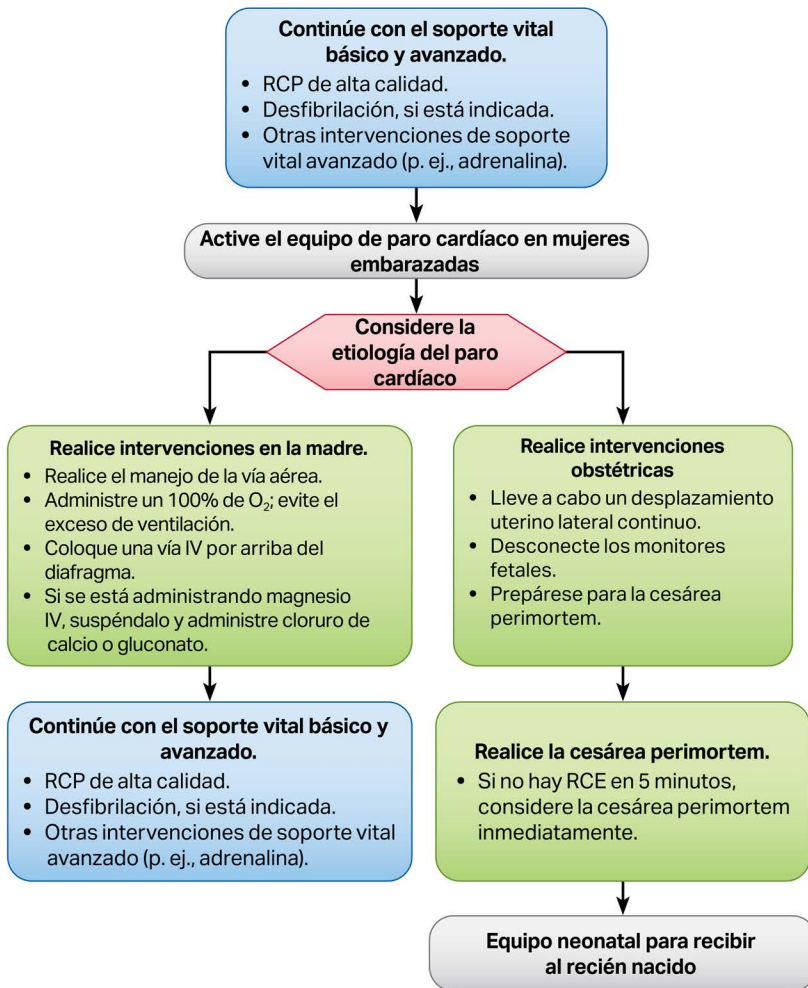 Continúe con el soporte vital
básico y avanzado.
• RCP de alta calidad.
• Desfibrilación, si está indicada.
• Otras intervenciones de soporte
vital avanzado (p. ej., adrenalina).
Active el equipo de paro cardíaco en mujeres
embarazadas
Considere la
etiología del paro
cardíaco
Realice intervenciones en la madre.
• Realice el manejo de la vía aérea.
• Administre un 100% de O₂; evite el
exceso de ventilación.
• Coloque una vía IV por arriba del
diafragma.
• Si se está administrando magnesio
IV, suspéndalo y administre cloruro de
calcio o gluconato.
Realice intervenciones
obstétricas
• Lleve a cabo un desplazamiento
uterino lateral continuo.
• Desconecte los monitores
fetales.
• Prepárese para la cesárea
perimortem.
Continúe con el soporte vital básico y
avanzado.
• RCP de alta calidad.
• Desfibrilación, si está indicada.
• Otras intervenciones de soporte vital
avanzado (p. ej., adrenalina).
Realice la cesárea perimortem.
• Si no hay RCE en 5 minutos,
considere la cesárea perimortem
inmediatamente.
Equipo neonatal para recibir
al recién nacido